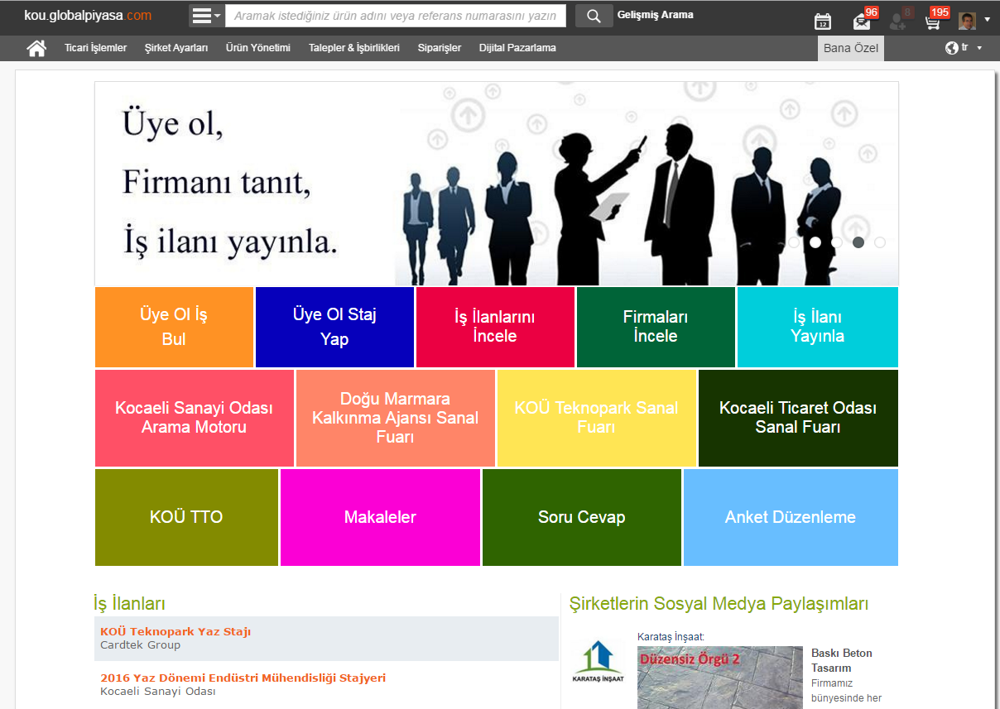 kou.globalpiyasa.com
Aramak istediğiniz ürün adını veya referans numarasını yazın
Gelişmiş Arama
12
96
8
195
Ticari İşlemler
Şirket Ayarları
Ürün Yönetimi
Talepler & İşbirlikleri
Siparişler
Dijital Pazarlama
Bana Özel
tr
Üye ol,
Firmanı tanıt,
İş ilanı yayınla.
Üye Ol İş
Bul
Üye Ol Staj
Yap
İş İlanlarını
İncele
Firmaları
İncele
İş İlanı
Yayınla
Kocaeli Sanayi Odası
Arama Motoru
Doğu Marmara
Kalkınma Ajansı Sanal
Fuarı
KOÜ Teknopark Sanal
Fuarı
Kocaeli Ticaret Odası
Sanal Fuarı
KOÜ TTO
Makaleler
Soru Cevap
Anket Düzenleme
İş İlanları
KOÜ Teknopark Yaz Stajı
Cardtek Group
2016 Yaz Dönemi Endüstri Mühendisliği Stajyeri
Kocaeli Sanayi Odası
Şirketlerin Sosyal Medya Paylaşımları
KARATAŞ İNŞAAT
Karataş İnşaat:
Düzensiz Örgü 2
Baskı Beton
Tasarım
Firmamız
bünyesinde her